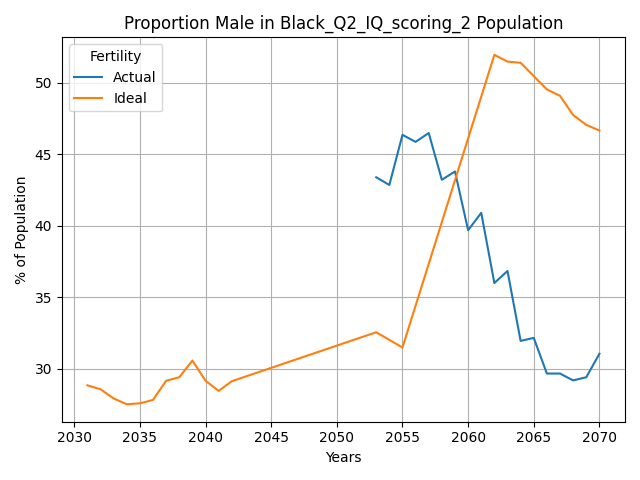 Proportion Male in Black_Q2_IQ_scoring_2 Population
Fertility
Actual
Ideal
% of Population
50
45
40
35
30
2030 2035 2040 2045 2050 2055 2060 2065 2070
Years